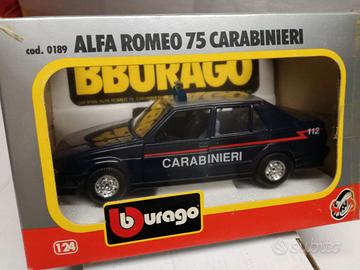 cod. 0189 ALFA ROMEO 75 CARABINIERI
BBURAGO
112
CARABINIERI
burago
1:24
subito